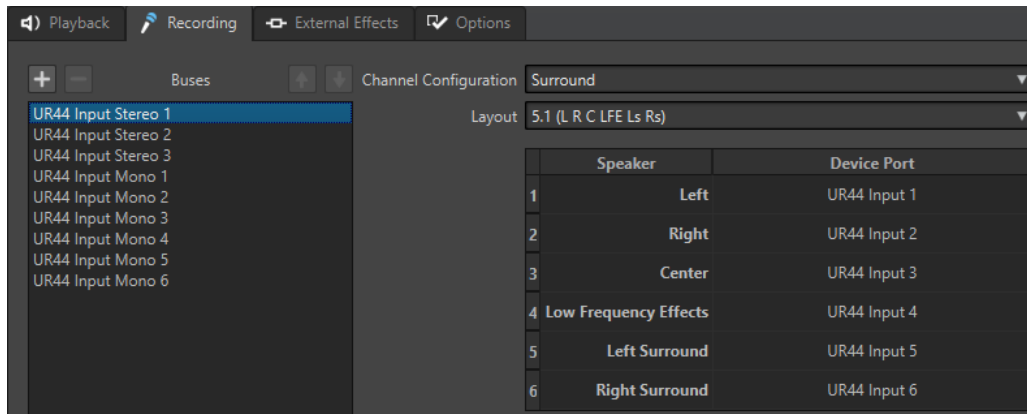 Playback
Recording
External Effects
Options
Buses
UR44 Input Stereo 1
UR44 Input Stereo 2
UR44 Input Stereo 3
UR44 Input Mono 1
UR44 Input Mono 2
UR44 Input Mono 3
UR44 Input Mono 4
UR44 Input Mono 5
UR44 Input Mono 6
Channel Configuration Surround
Layout 5.1 (L R C LFE Ls Rs)
Speaker Device Port
1 Left UR44 Input 1
2 Right UR44 Input 2
3 Center UR44 Input 3
4 Low Frequency Effects UR44 Input 4
5 Left Surround UR44 Input 5
6 Right Surround UR44 Input 6